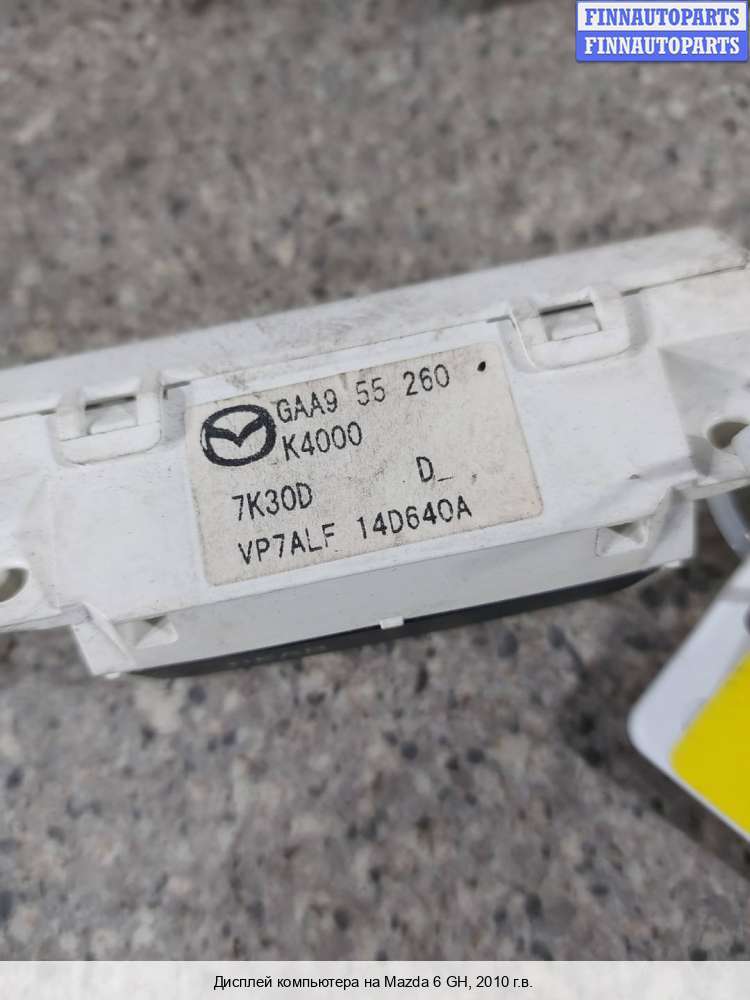 FINNAUTOPARTS
FINNAUTOPARTS
GAA9 55 260
K4000
7K30D D_
VP7ALF 14D640A
Дисплей компьютера на Mazda 6 GH, 2010 г.в.